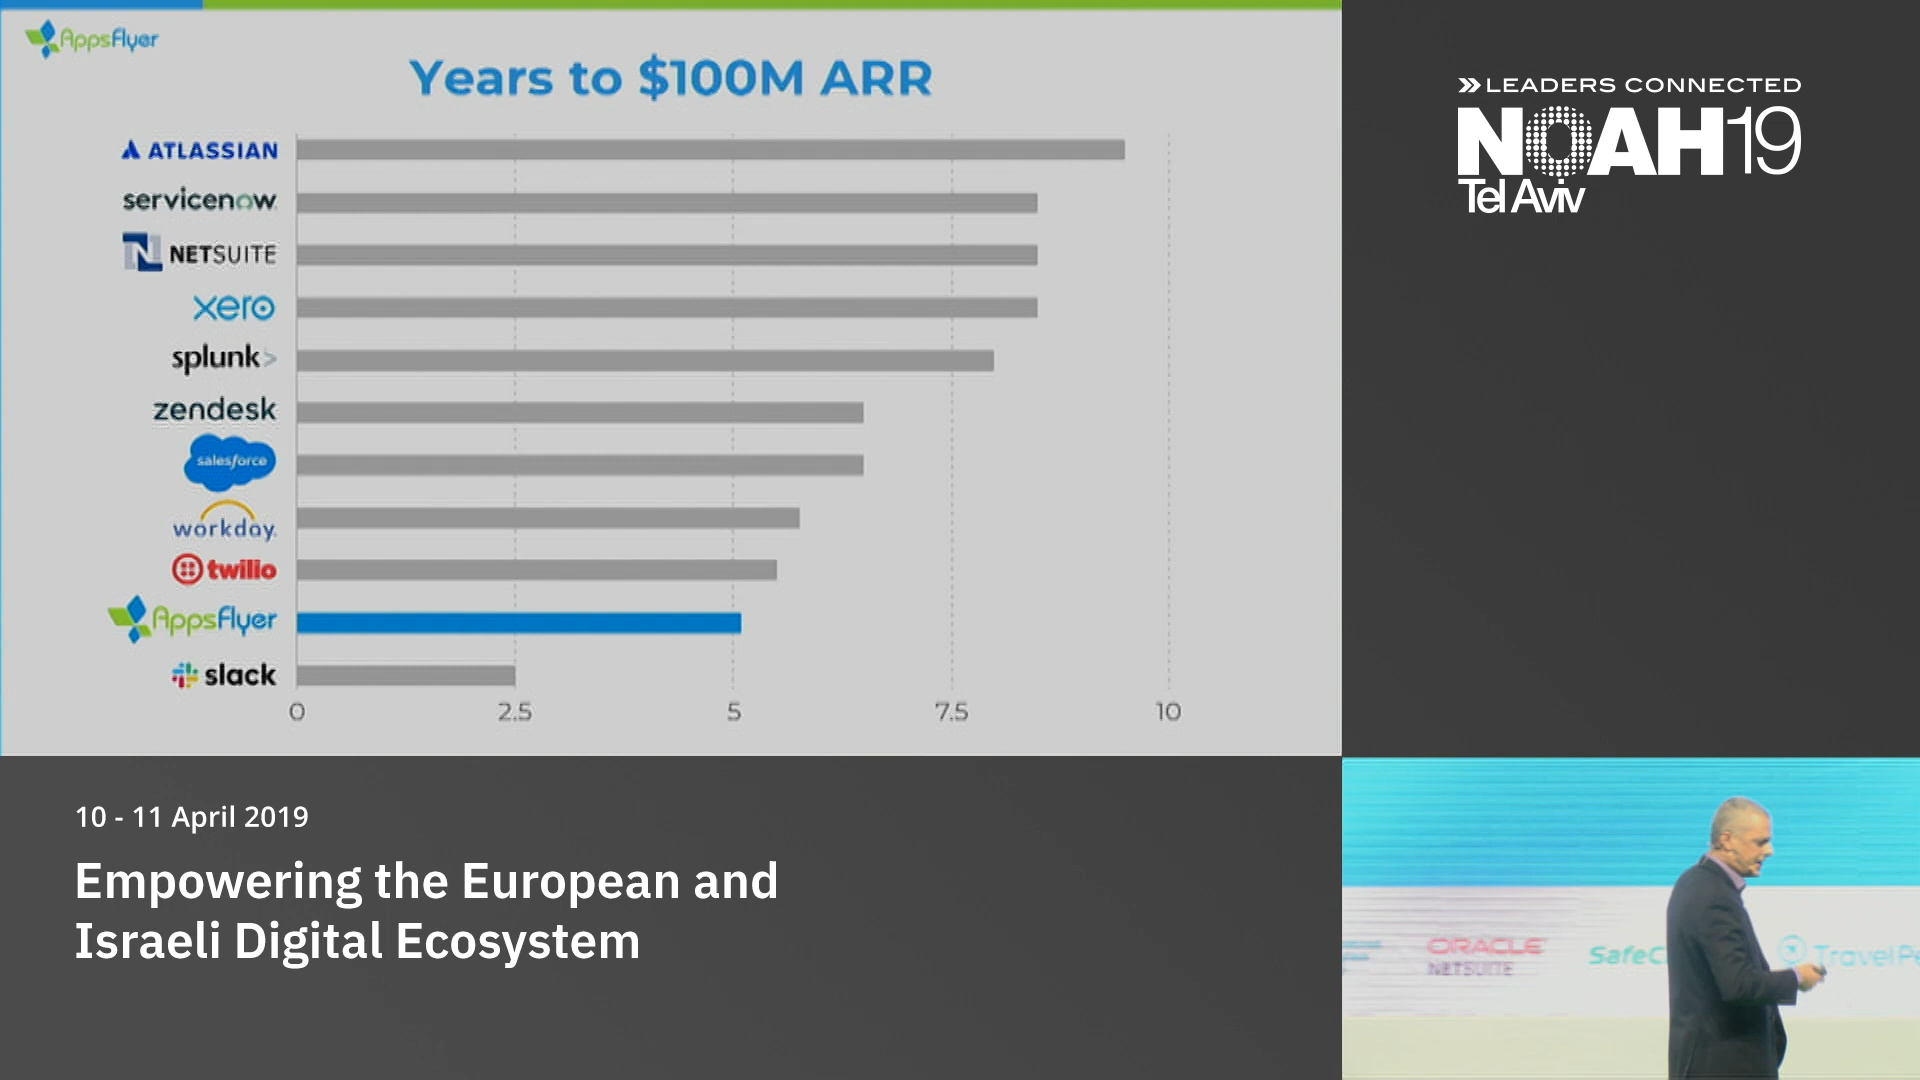 AppsFlyer
Years to $100M ARR
ATLASSIAN
servicenow
NETSUITE
xero
splunk>
zendesk
salesforce
workday.
twilio
AppsFlyer
slack
0 2.5 5 7.5 10
LEADERS CONNECTED
NOAH19
Tel Aviv
10 - 11 April 2019
Empowering the European and
Israeli Digital Ecosystem
ORACLE
NETSUITE
SafeC
TravelPe